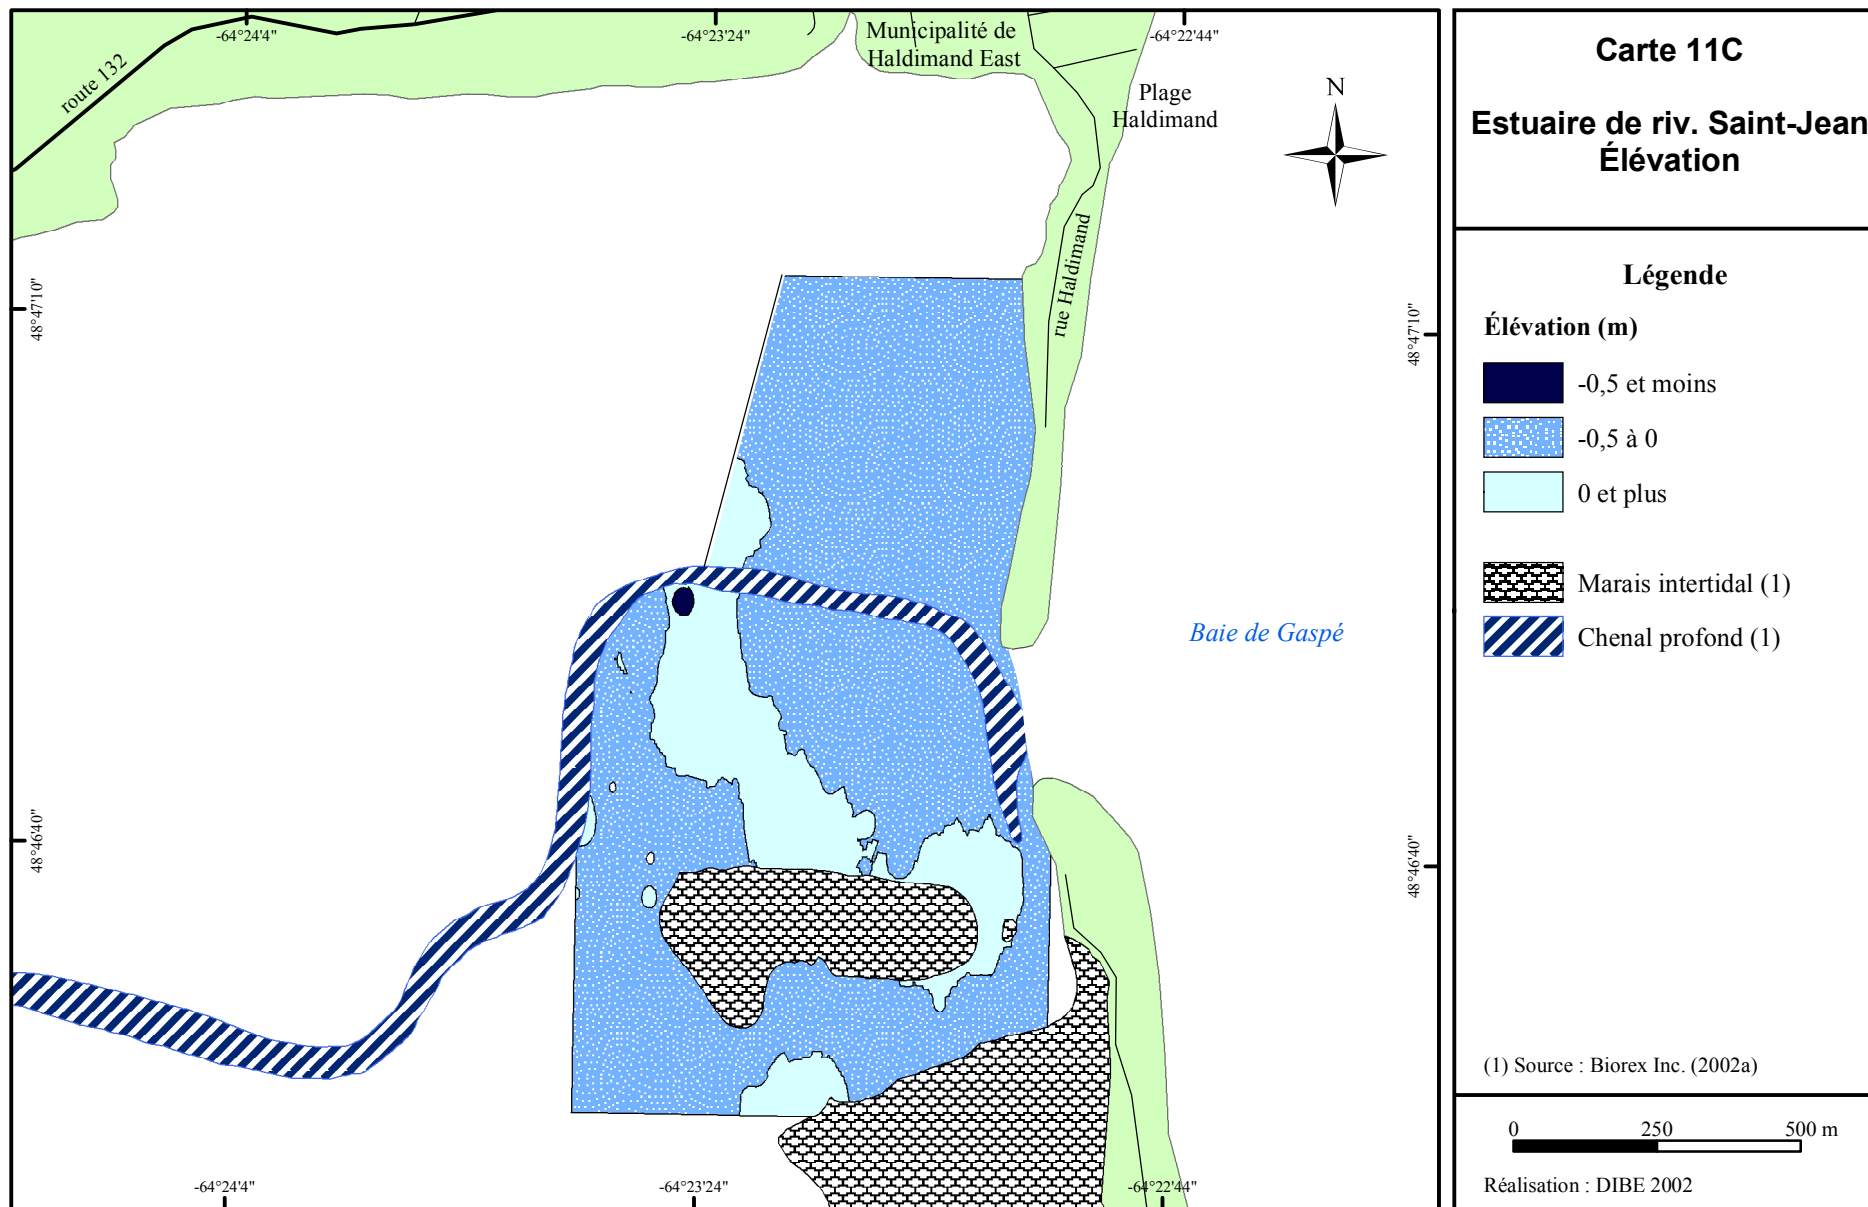 -64°24'4"
-64°23'24"
-64°22'44"
Municipalité de
Haldimand East
route 132
Plage
Haldimand
N
rue Haldimand
48°47'10"
48°47'10"
Baie de Gaspé
48°46'40"
48°46'40"
-64°24'4"
-64°23'24"
-64°22'44"
Carte 11C
Estuaire de riv. Saint-Jean
Élévation
Légende
Élévation (m)
-0,5 et moins
-0,5 à 0
0 et plus
Marais intertidal (1)
Chenal profond (1)
(1) Source : Biorex Inc. (2002a)
0 250 500 m
Réalisation : DIBE 2002